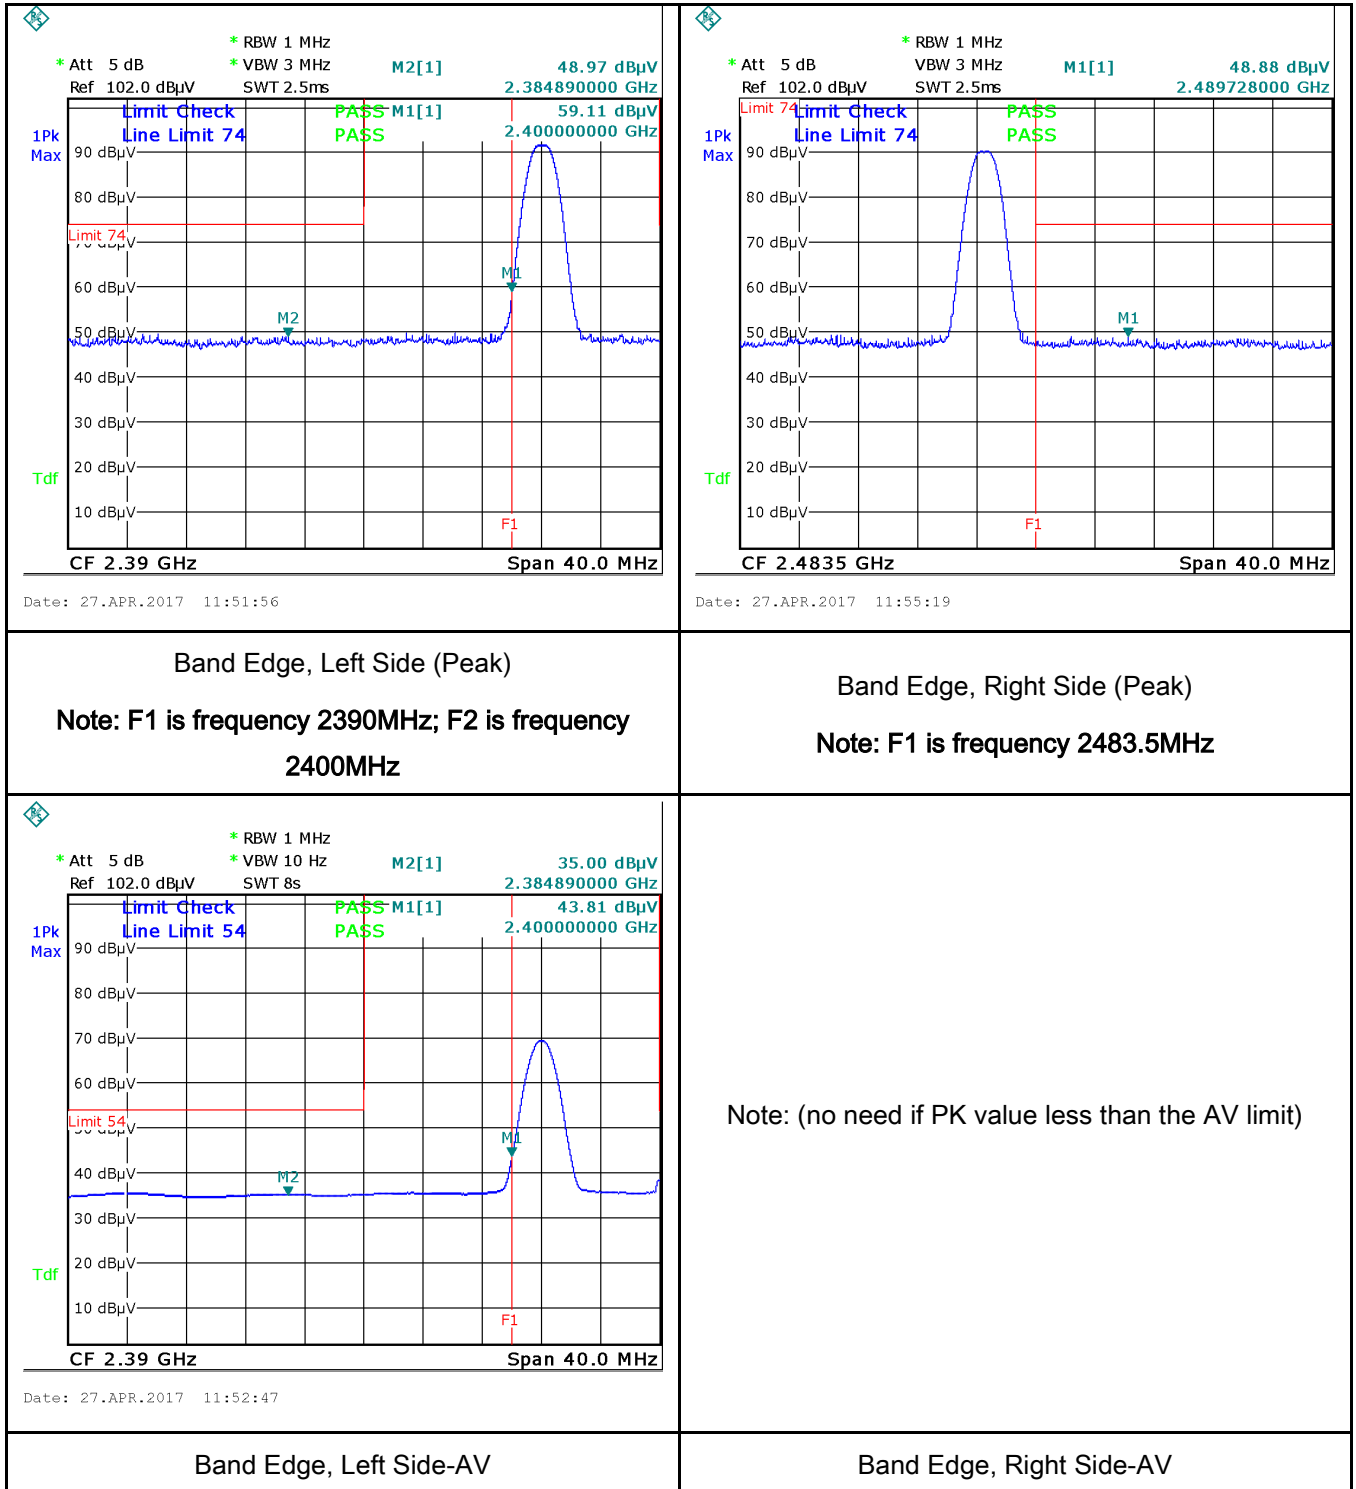 * RBW 1 MHz
* Att 5 dB * VBW 3 MHz M2[1] 48.97 dBµV
Ref 102.0 dBµV SWT 2.5ms 2.384890000 GHz
Limit Check PASS M1[1] 59.11 dBµV
1Pk Line Limit 74 PASS 2.400000000 GHz
Max 90 dBµV
80 dBµV
Limit 74
70 dBµV
M1
60 dBµV
M2
50 dBµV
40 dBµV
30 dBµV
20 dBµV
Tdf
10 dBµV
F1
CF 2.39 GHz Span 40.0 MHz
Date: 27.APR.2017 11:51:56
* RBW 1 MHz
* Att 5 dB VBW 3 MHz M1[1] 48.88 dBµV
Ref 102.0 dBµV SWT 2.5ms 2.489728000 GHz
Limit 74 Limit Check PASS
1Pk Line Limit 74 PASS
Max 90 dBµV
80 dBµV
70 dBµV
60 dBµV
M1
50 dBµV
40 dBµV
30 dBµV
20 dBµV
Tdf
10 dBµV
F1
CF 2.4835 GHz Span 40.0 MHz
Date: 27.APR.2017 11:55:19
Band Edge, Left Side (Peak)
Note: F1 is frequency 2390MHz; F2 is frequency
2400MHz
Band Edge, Right Side (Peak)
Note: F1 is frequency 2483.5MHz
* RBW 1 MHz
* Att 5 dB * VBW 10 Hz M2[1] 35.00 dBµV
Ref 102.0 dBµV SWT 8s 2.384890000 GHz
Limit Check PASS M1[1] 43.81 dBµV
1Pk Line Limit 54 PASS 2.400000000 GHz
Max 90 dBµV
80 dBµV
70 dBµV
60 dBµV
Limit 54
50 dBµV
M1
40 dBµV
M2
30 dBµV
20 dBµV
Tdf
10 dBµV
F1
CF 2.39 GHz Span 40.0 MHz
Date: 27.APR.2017 11:52:47
Note: (no need if PK value less than the AV limit)
Band Edge, Left Side-AV
Band Edge, Right Side-AV